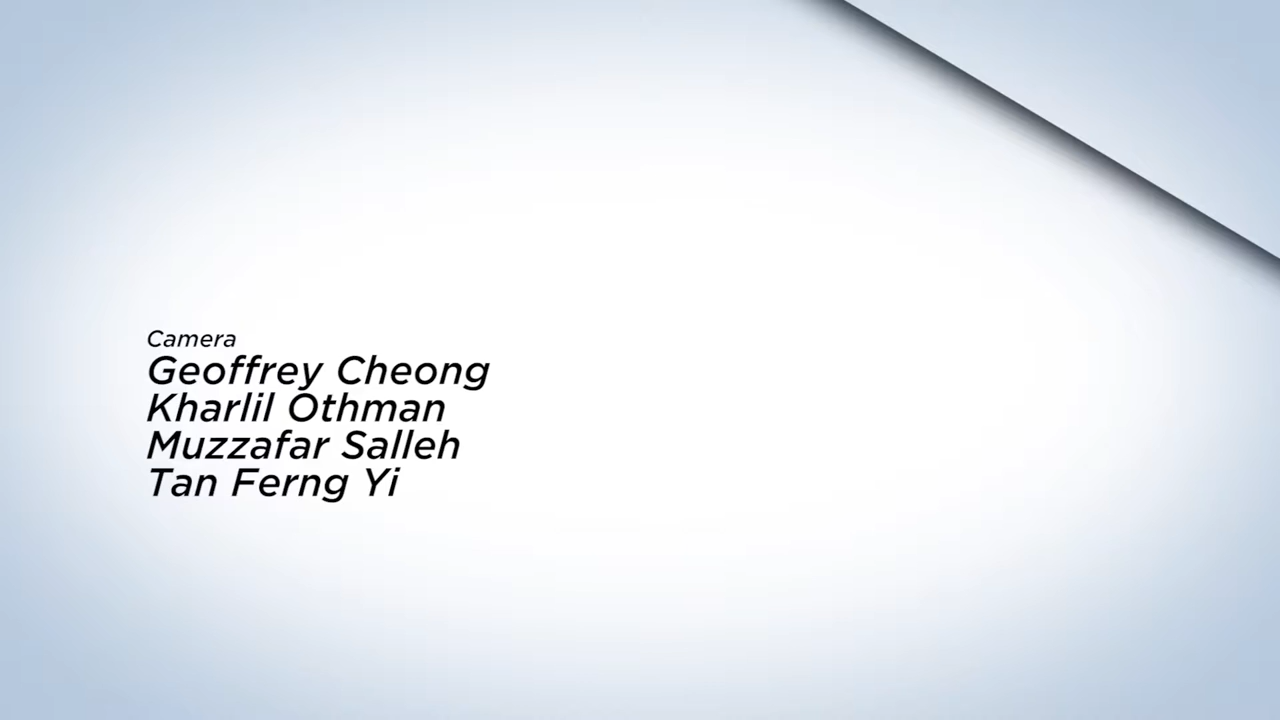 Camera
Geoffrey Cheong
Kharlil Othman
Muzzafar Salleh
Tan Ferng Yi